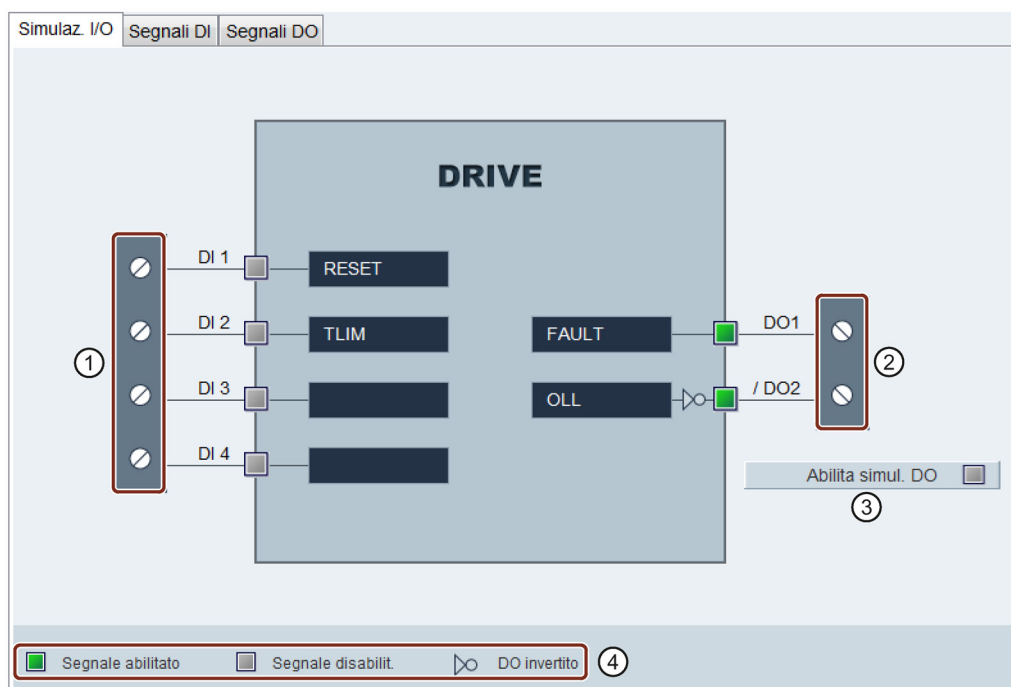 Simulaz. I/O Segnali DI Segnali DO
DRIVE
DI 1 RESET
DI 2 TLIM FAULT DO1
1 2
DI 3 OLL / DO2
DI 4
Abilita simul. DO
3
Segnale abilitato Segnale disabilit. DO invertito 4